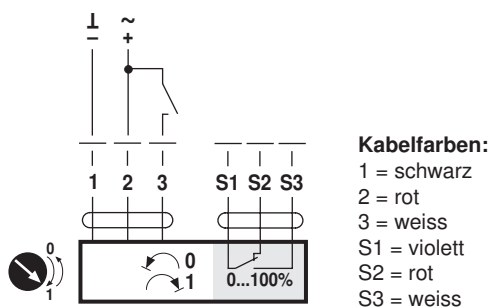 ⊥ ~
− +
1 2 3 S1 S2 S3
0
1
0
1
0...100%
Kabelfarben:
1 = schwarz
2 = rot
3 = weiss
S1 = violett
S2 = rot
S3 = weiss